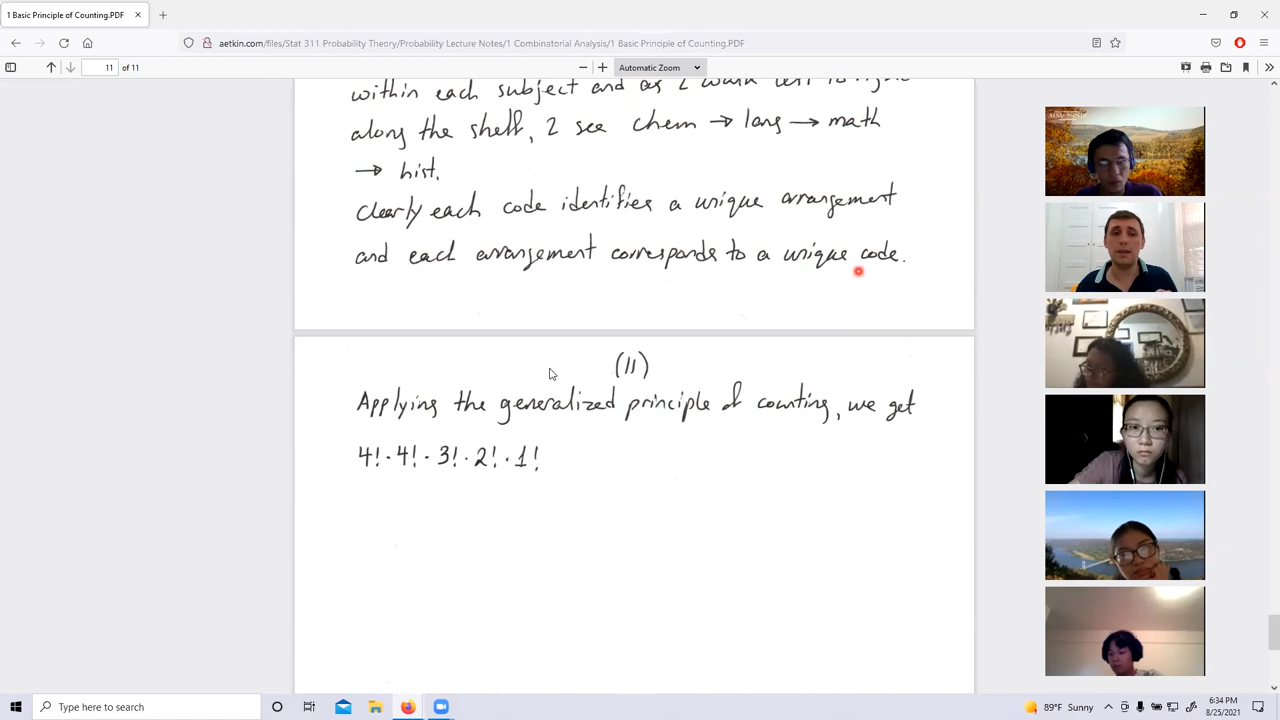 1 Basic Principle of Counting.PDF
aetkin.com/files/Stat 311 Probability Theory/Probability Lecture Notes/1 Combinatorial Analysis/1 Basic Principle of Counting.PDF
11 of 11
Automatic Zoom
within each subject and as I walk left to right
along the shelf, I see chem → lang → math
→ hist.
Clearly each code identifies a unique arrangement
and each arrangement corresponds to a unique code.
(11)
Applying the generalized principle of counting, we get
4! · 4! · 3! · 2! · 1!
Type here to search
89°F Sunny
6:34 PM
8/25/2021